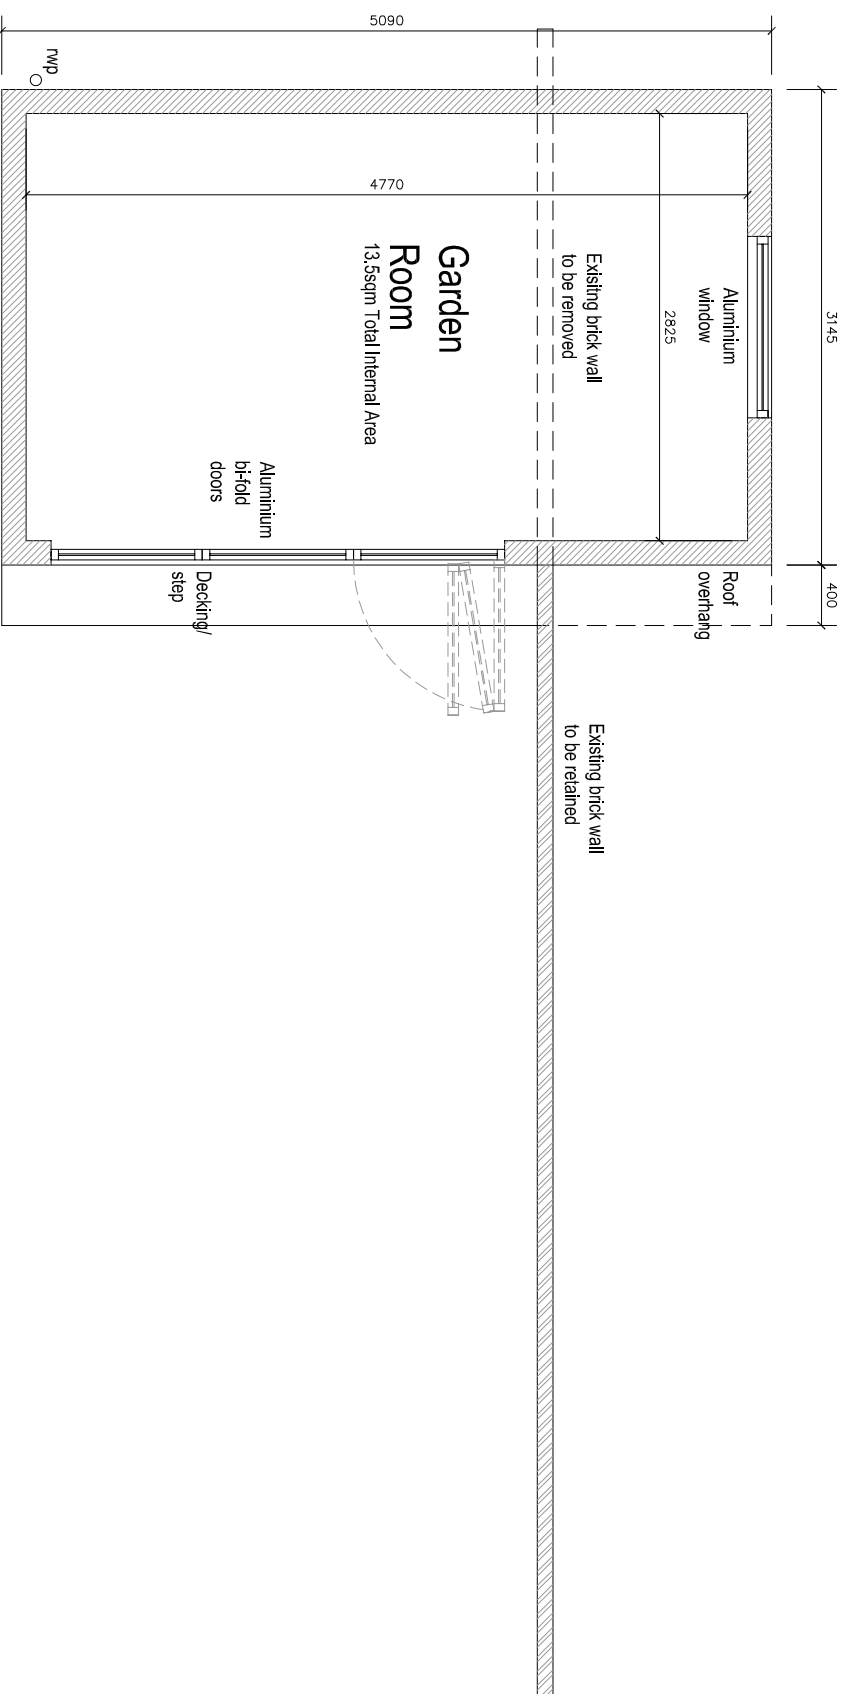 5090
rwp
3145
4770
Garden
Room
13.5sqm Total Internal Area
Exisitng brick wall
to be removed
2825
Aluminium
window
Aluminium
bi-fold
doors
Decking/
step
Roof
overhang
400
Existing brick wall
to be retained